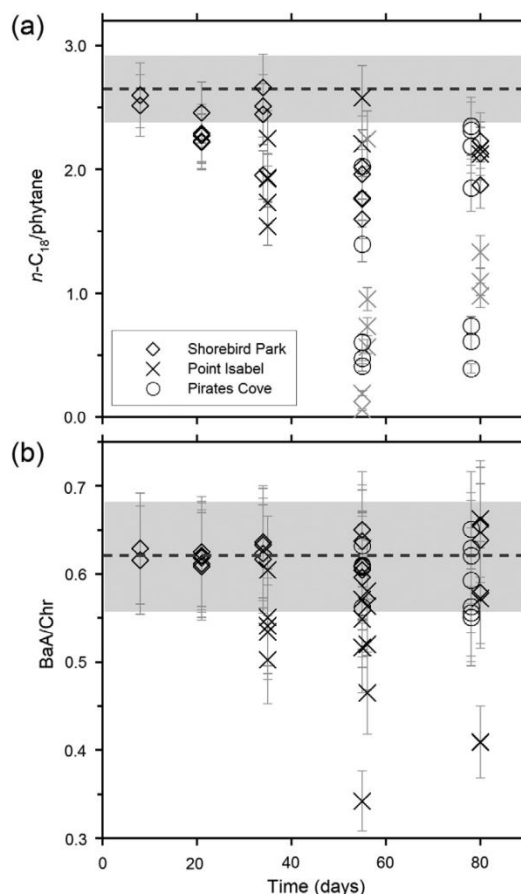 (a)
3.0
2.0
1.0
0.0
n-C18/phytane
Shorebird Park
Point Isabel
Pirates Cove
(b)
0.7
0.6
0.5
0.4
0.3
BaA/Chr
0 20 40 60 80
Time (days)